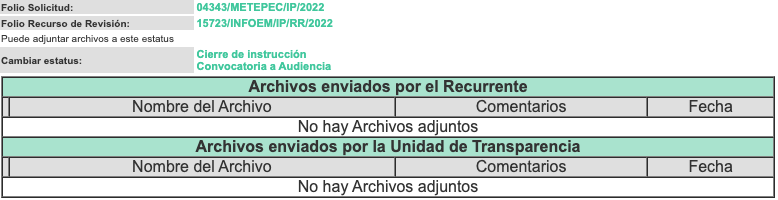 Folio Solicitud: 04343/METEPEC/IP/2022
Folio Recurso de Revisión: 15723/INFOEM/IP/RR/2022
Puede adjuntar archivos a este estatus
Cambiar estatus: Cierre de instrucción
Convocatoria a Audiencia
Archivos enviados por el Recurrente
Nombre del Archivo Comentarios Fecha
No hay Archivos adjuntos
Archivos enviados por la Unidad de Transparencia
Nombre del Archivo Comentarios Fecha
No hay Archivos adjuntos